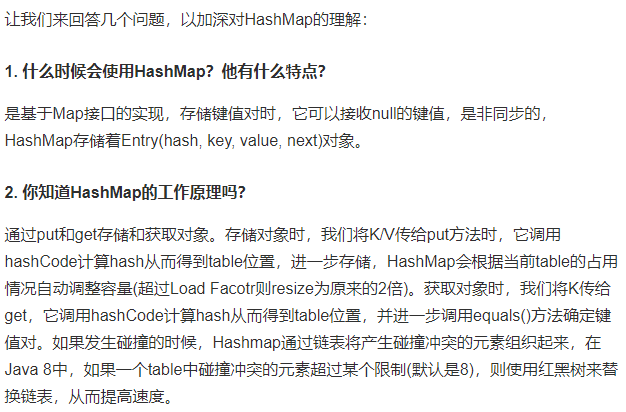 让我们来回答几个问题，以加深对HashMap的理解：
1. 什么时候会使用HashMap？他有什么特点？
是基于Map接口的实现，存储键值对时，它可以接收null的键值，是非同步的，
HashMap存储着Entry(hash, key, value, next)对象。
2. 你知道HashMap的工作原理吗？
通过put和get存储和获取对象。存储对象时，我们将K/V传给put方法时，它调用
hashCode计算hash从而得到table位置，进一步存储，HashMap会根据当前table的占用
情况自动调整容量(超过Load Facotr则resize为原来的2倍)。获取对象时，我们将K传给
get，它调用hashCode计算hash从而得到table位置，并进一步调用equals()方法确定键
值对。如果发生碰撞的时候，Hashmap通过链表将产生碰撞冲突的元素组织起来，在
Java 8中，如果一个table中碰撞冲突的元素超过某个限制(默认是8)，则使用红黑树来替
换链表，从而提高速度。